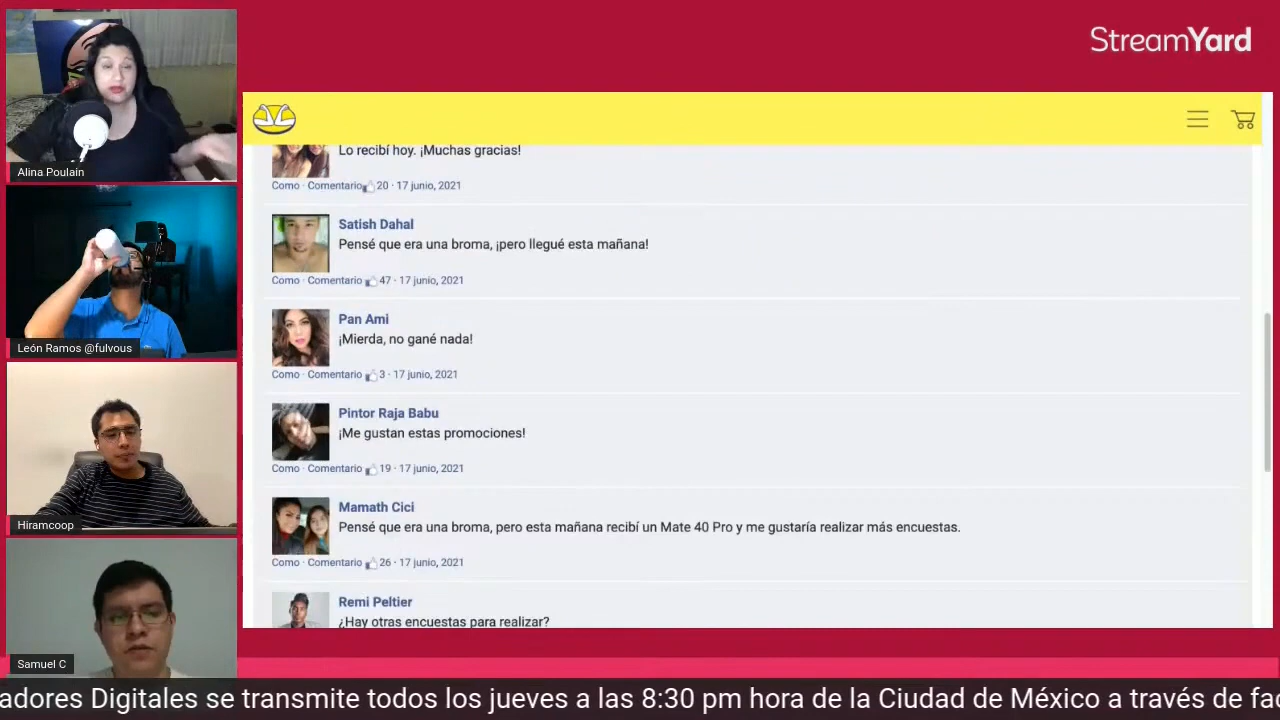 StreamYard
Alina Poulain
León Ramos @fulvous
Hiramcoop
Samuel C
Lo recibí hoy. ¡Muchas gracias!
Como · Comentario 20 · 17 junio, 2021
Satish Dahal
Pensé que era una broma, ¡pero llegué esta mañana!
Como · Comentario 47 · 17 junio, 2021
Pan Ami
¡Mierda, no gané nada!
Como · Comentario 3 · 17 junio, 2021
Pintor Raja Babu
¡Me gustan estas promociones!
Como · Comentario 19 · 17 junio, 2021
Mamath Cici
Pensé que era una broma, pero esta mañana recibí un Mate 40 Pro y me gustaría realizar más encuestas.
Como · Comentario 26 · 17 junio, 2021
Remi Peltier
¿Hay otras encuestas para realizar?
adores Digitales se transmite todos los jueves a las 8:30 pm hora de la Ciudad de México a través de fac